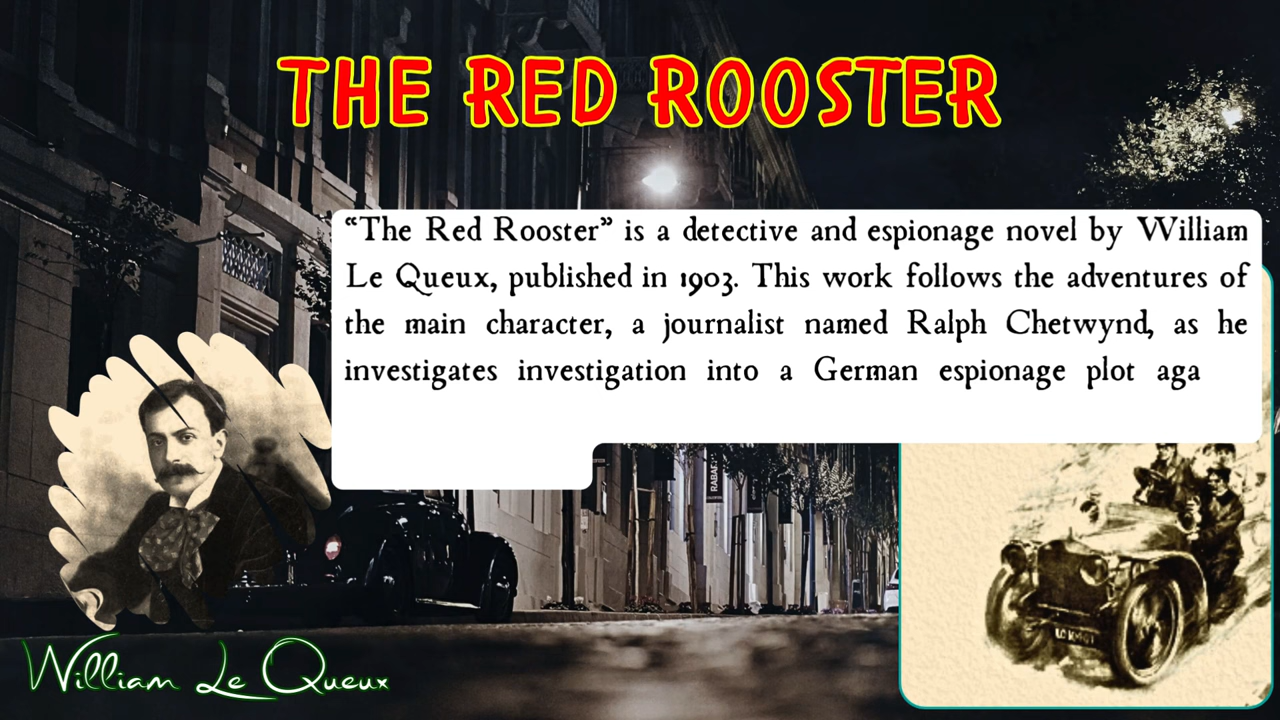 THE RED ROOSTER
“The Red Rooster” is a detective and espionage novel by William
Le Queux, published in 1903. This work follows the adventures of
the main character, a journalist named Ralph Chetwynd, as he
investigates investigation into a German espionage plot aga
William Le Queux